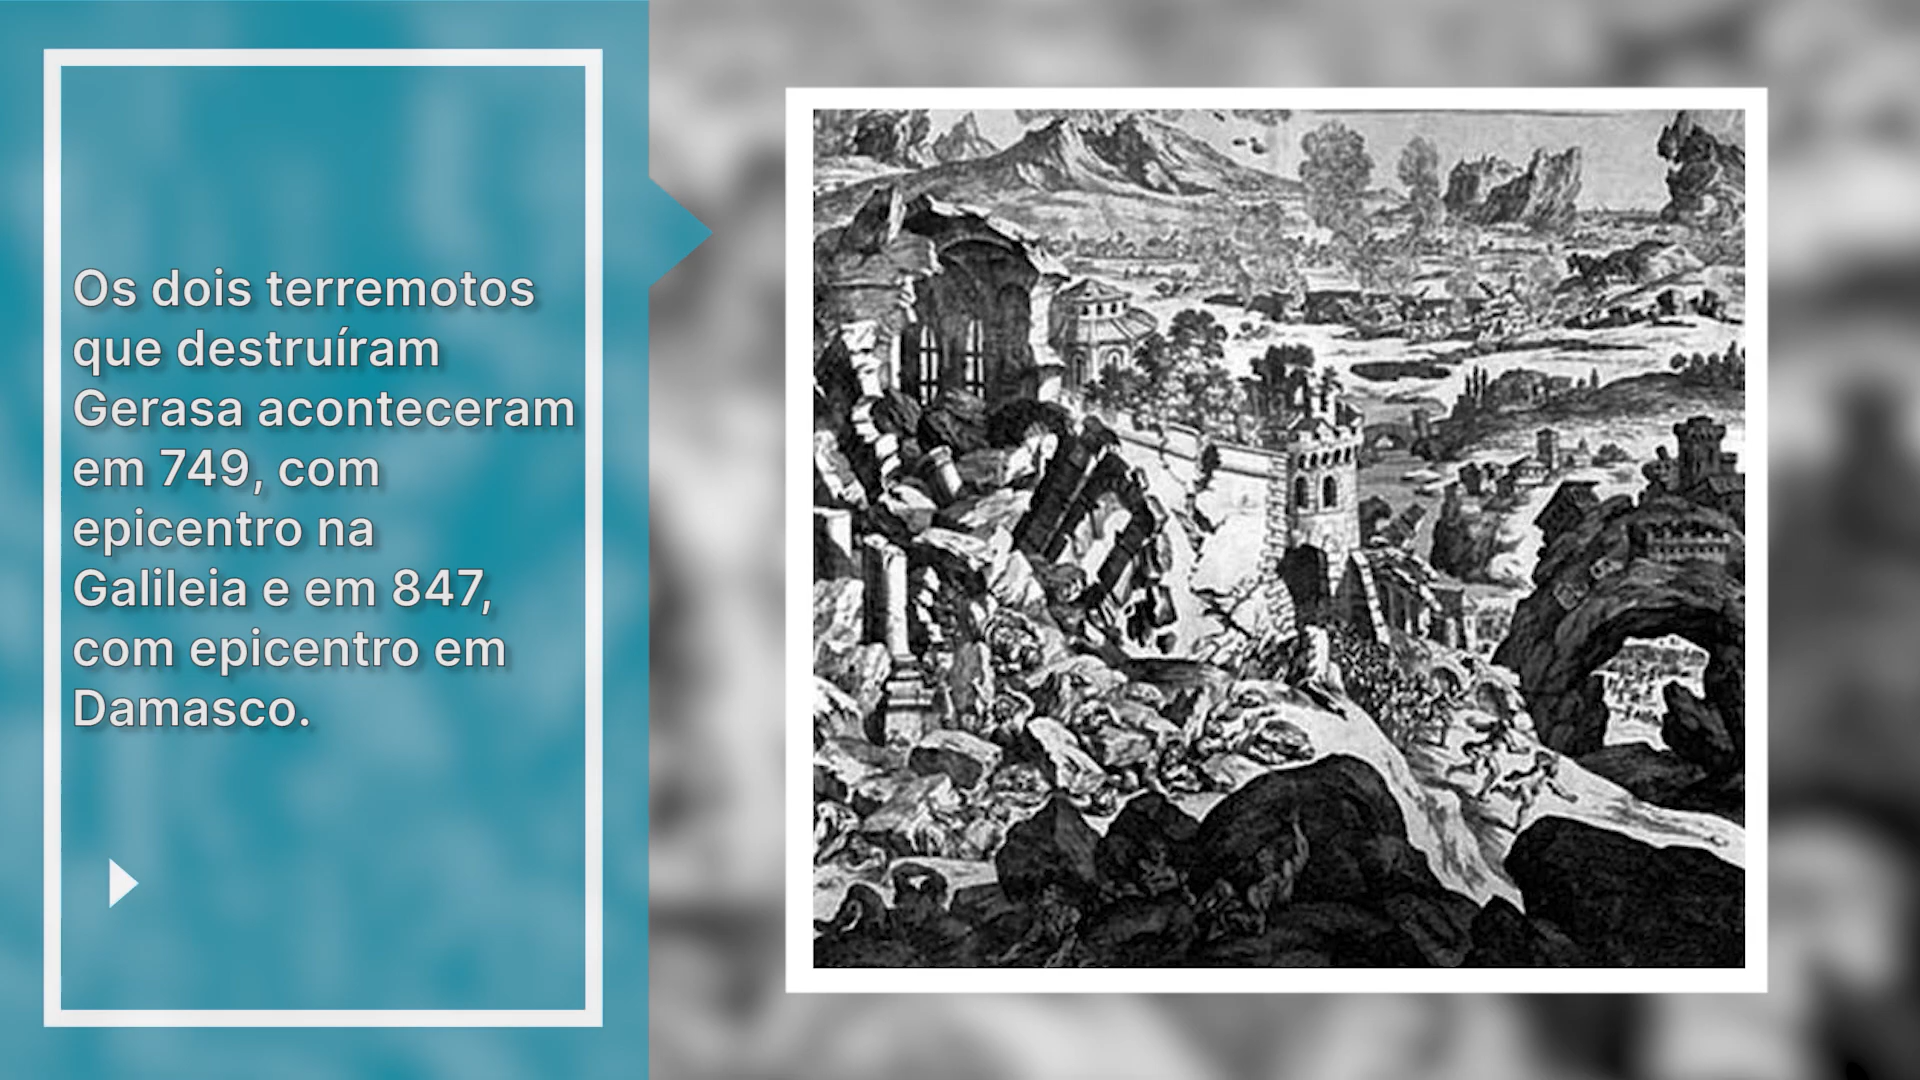 Os dois terremotos
que destruíram
Gerasa aconteceram
em 749, com
epicentro na
Galileia e em 847,
com epicentro em
Damasco.